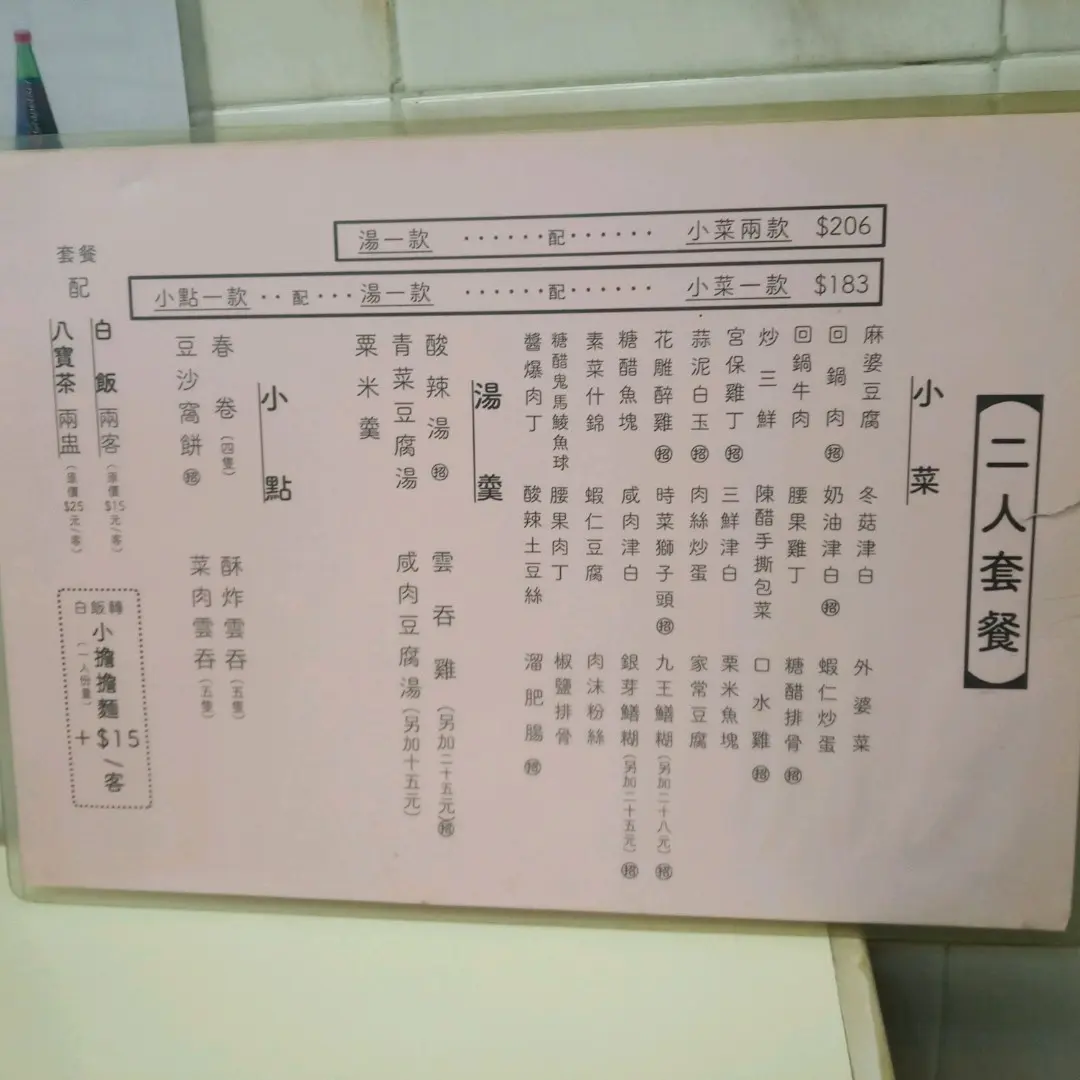 二人套餐
湯一款 ······配······ 小菜兩款 $206
小點一款 ··配···湯一款 ······配······ 小菜一款 $183
小菜
麻婆豆腐 冬菇津白 外婆菜
回鍋肉 招 奶油津白 招 蝦仁炒蛋
回鍋牛肉 腰果雞丁 糖醋排骨 招
炒三鮮 陳醋手撕包菜 口水雞 招
宮保雞丁 招 三鮮津白 粟米魚塊
蒜泥白玉 招 肉絲炒蛋 家常豆腐
花雕醉雞 招 時菜獅子頭 招 九王鱔糊(另加二十八元) 招
糖醋魚塊 咸肉津白 銀芽鱔糊(另加二十五元) 招
素菜什錦 蝦仁豆腐 肉沫粉絲
糖醋鬼馬鯪魚球 腰果肉丁 椒鹽排骨
醬爆肉丁 酸辣土豆絲 溜肥腸 招
湯羹
酸辣湯 招 雲吞雞(另加二十五元) 招
青菜豆腐湯 咸肉豆腐湯(另加十五元)
粟米羹
小點
春卷(四隻) 酥炸雲吞(五隻)
豆沙窩餅 招 菜肉雲吞(五隻)
套餐
配
白飯兩客(原價$15元/客)
八寶茶兩盅(原價$25元/客)
白飯轉
小擔擔麵
(一人份量)
+$15/客